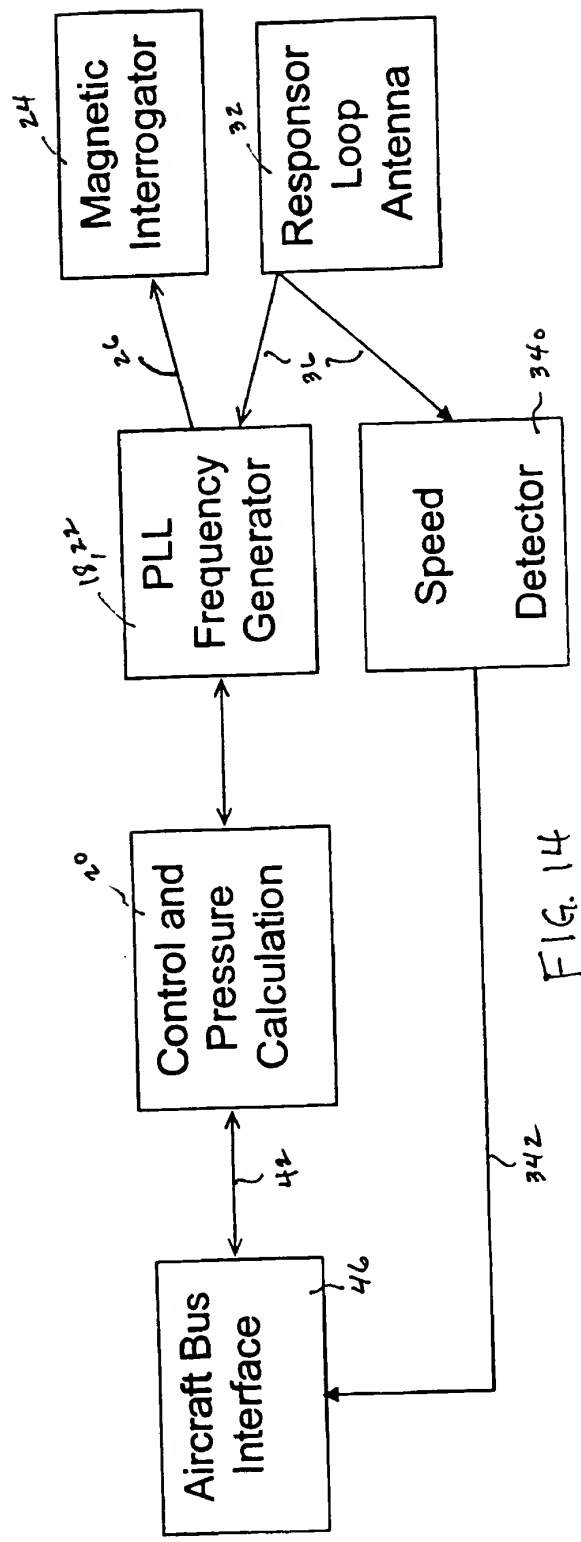 24
Magnetic
Interrogator
32
Responsor
Loop
Antenna
26
36
18,22
PLL
Frequency
Generator
Speed
Detector
340
20
Control and
Pressure
Calculation
42
Aircraft Bus
Interface
46
342
FIG. 14